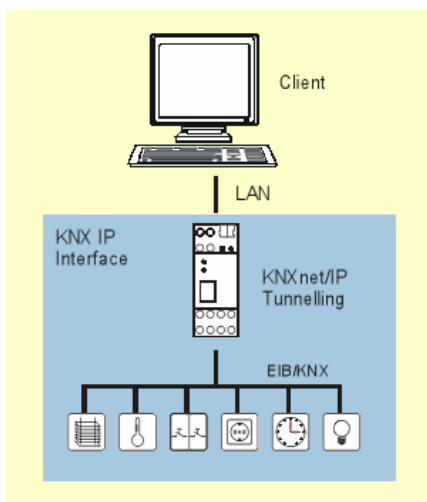 Client
LAN
KNX IP
Interface
KNXnet/IP
Tunnelling
EIB/KNX